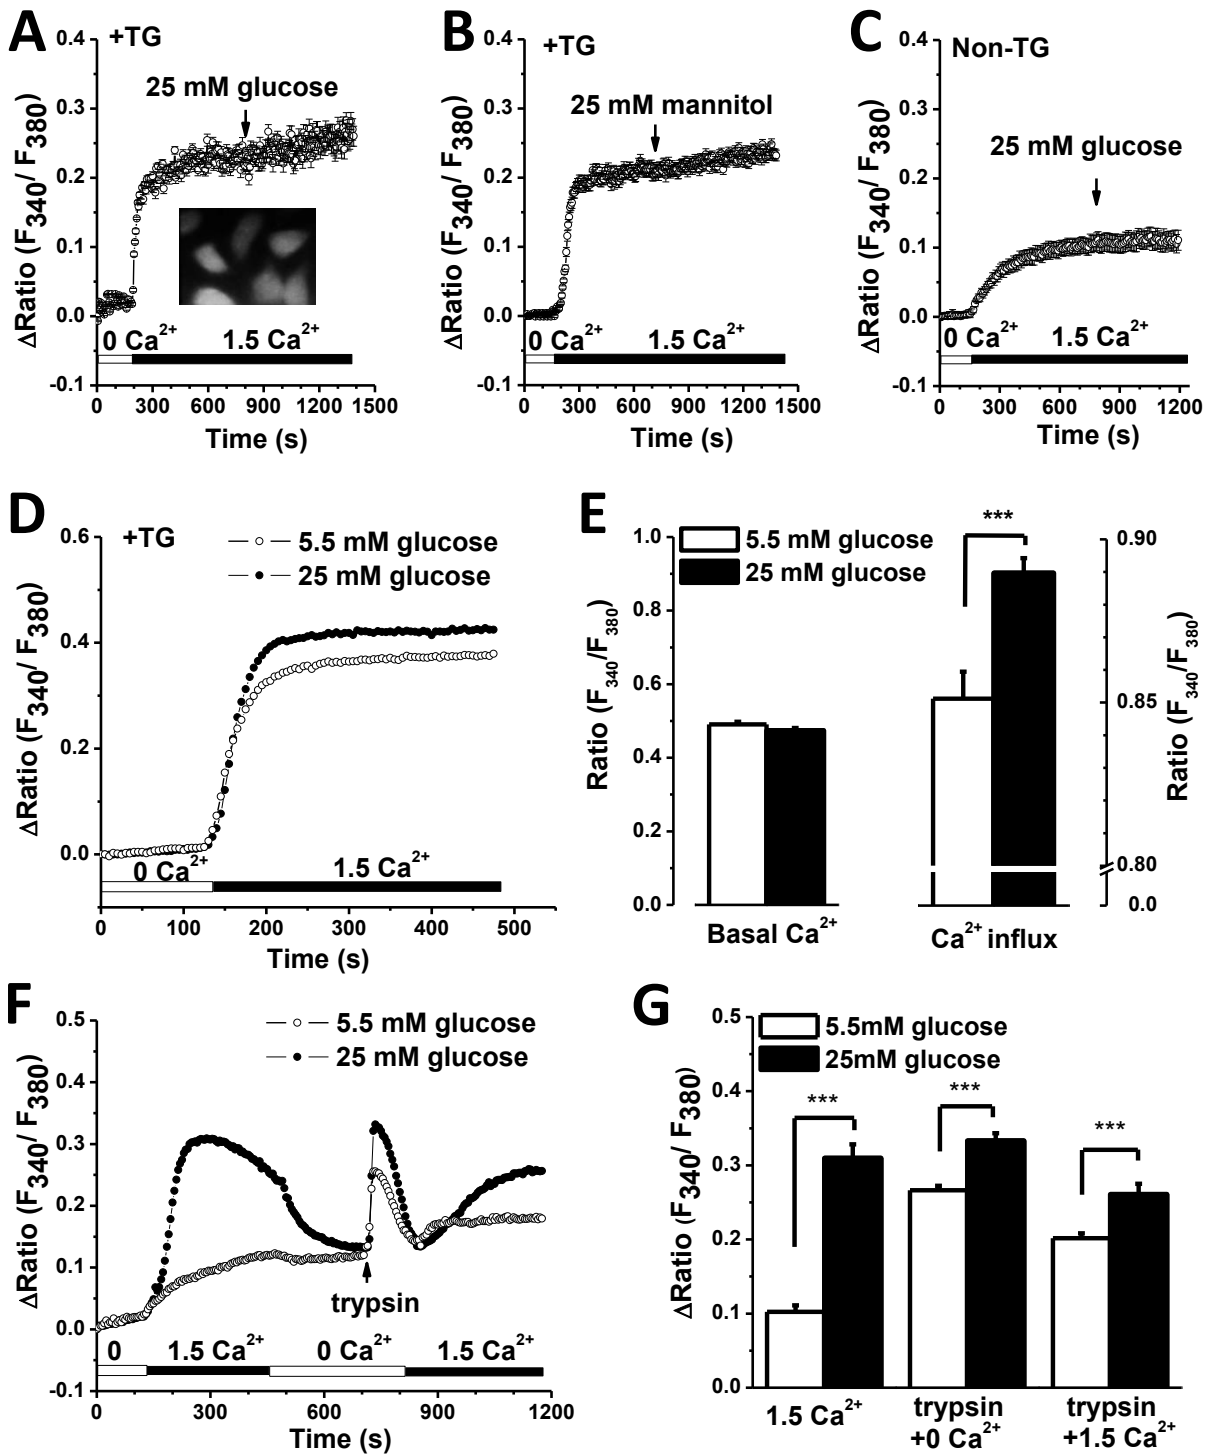 A
+TG
25 mM glucose
ΔRatio (F340/ F380)
0.4
0.3
0.2
0.1
0.0
-0.1
0 Ca2+
1.5 Ca2+
0 300 600 900 1200 1500
Time (s)
B
+TG
25 mM mannitol
ΔRatio (F340/ F380)
0.4
0.3
0.2
0.1
0.0
-0.1
0 Ca2+
1.5 Ca2+
0 300 600 900 1200 1500
Time (s)
C
Non-TG
25 mM glucose
ΔRatio (F340/ F380)
0.4
0.3
0.2
0.1
0.0
-0.1
0 Ca2+
1.5 Ca2+
0 300 600 900 1200
Time (s)
D
+TG
5.5 mM glucose
25 mM glucose
ΔRatio (F340/ F380)
0.6
0.4
0.2
0.0
0 Ca2+
1.5 Ca2+
0 100 200 300 400 500
Time (s)
E
5.5 mM glucose
25 mM glucose
***
Ratio (F340/F380)
1.0
0.8
0.6
0.4
0.2
0.0
Basal Ca2+
Ca2+ influx
0.90
0.85
0.80
0.0
Ratio (F340/F380)
F
5.5 mM glucose
25 mM glucose
ΔRatio (F340/ F380)
0.5
0.4
0.3
0.2
0.1
0.0
-0.1
trypsin
0
1.5 Ca2+
0 Ca2+
1.5 Ca2+
0 300 600 900 1200
Time (s)
G
5.5mM glucose
25mM glucose
***
***
***
ΔRatio (F340/ F380)
0.5
0.4
0.3
0.2
0.1
0.0
1.5 Ca2+
trypsin
+0 Ca2+
trypsin
+1.5 Ca2+